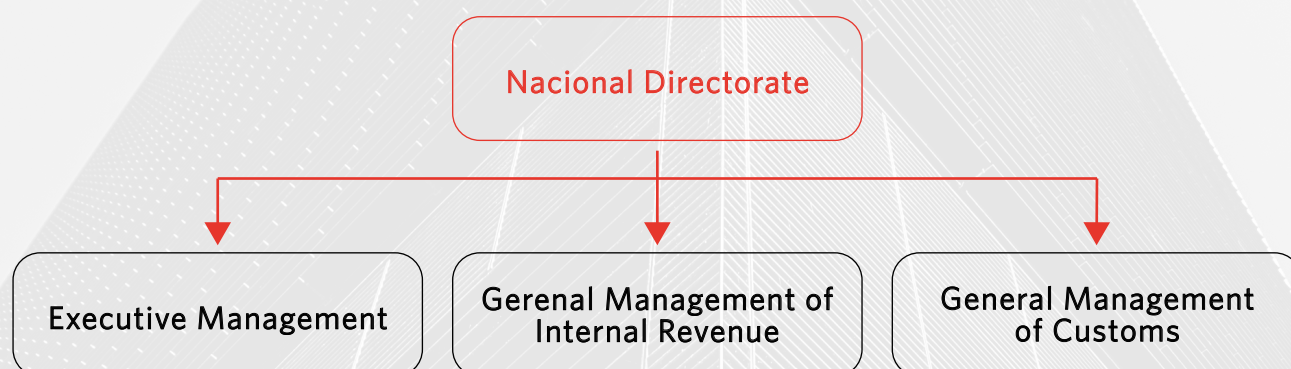 Nacional Directorate
Executive Management
Gerenal Management of
Internal Revenue
General Management
of Customs